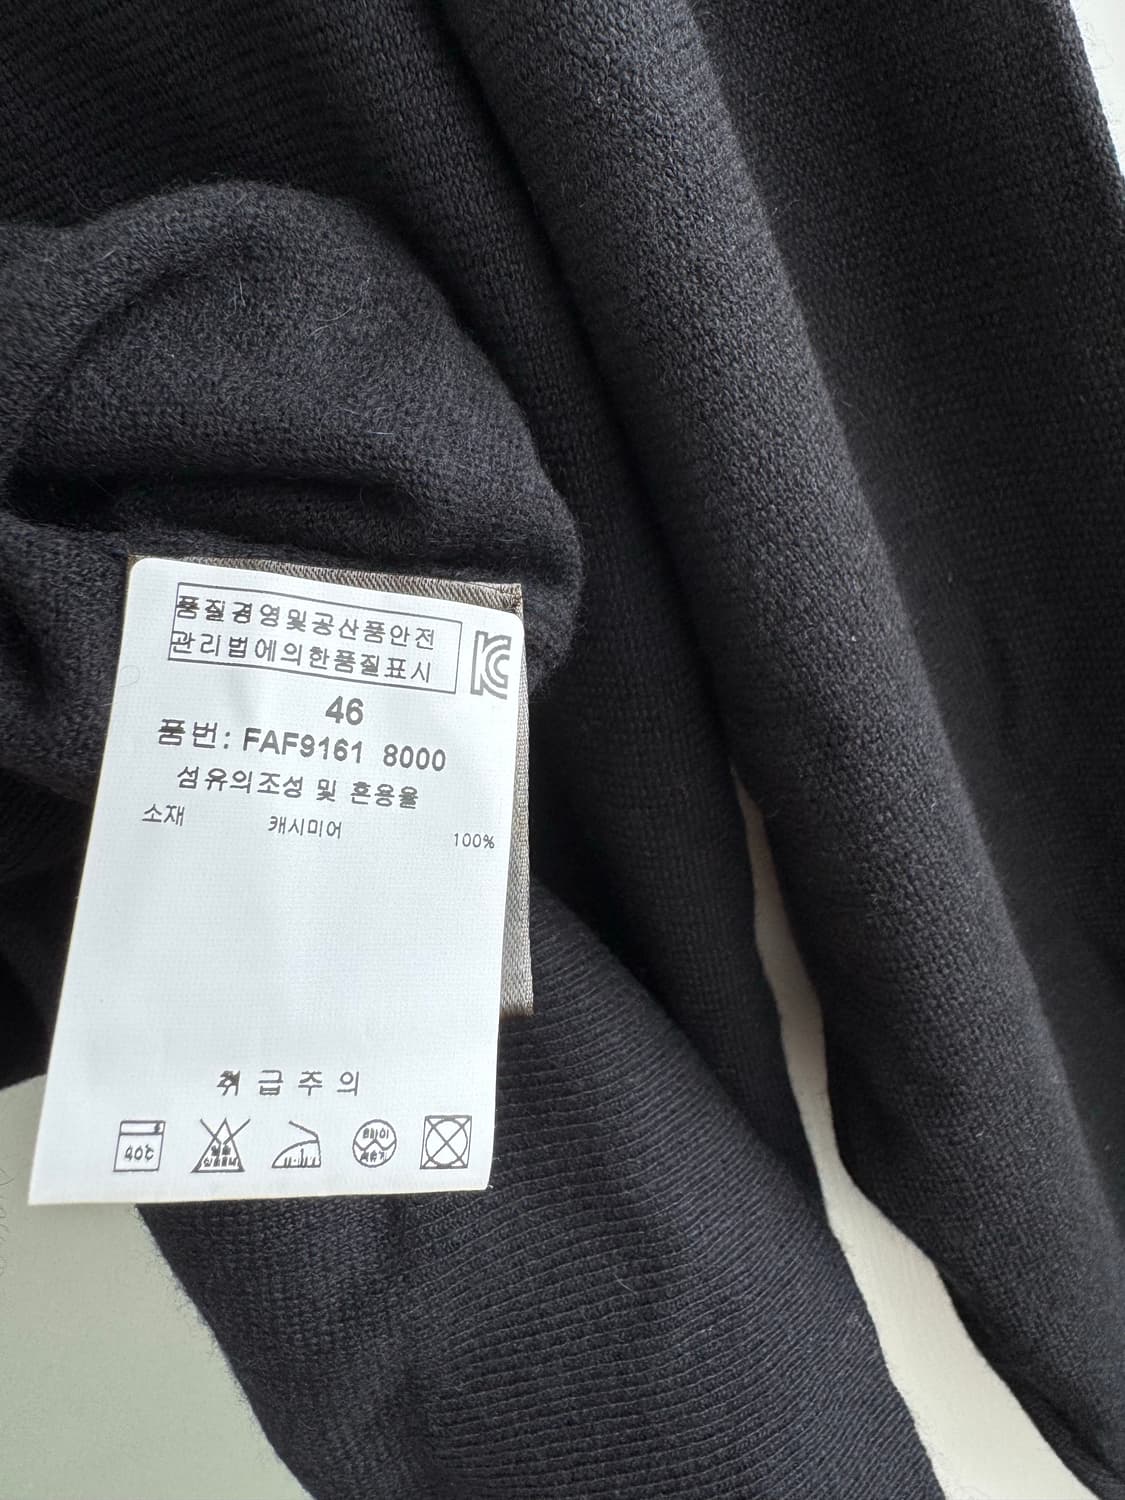 품질경영및공산품안전
관리법에의한품질표시
46
품번: FAF9161 8000
섬유의조성 및 혼용율
소재 캐시미어 100%
취급주의
40℃